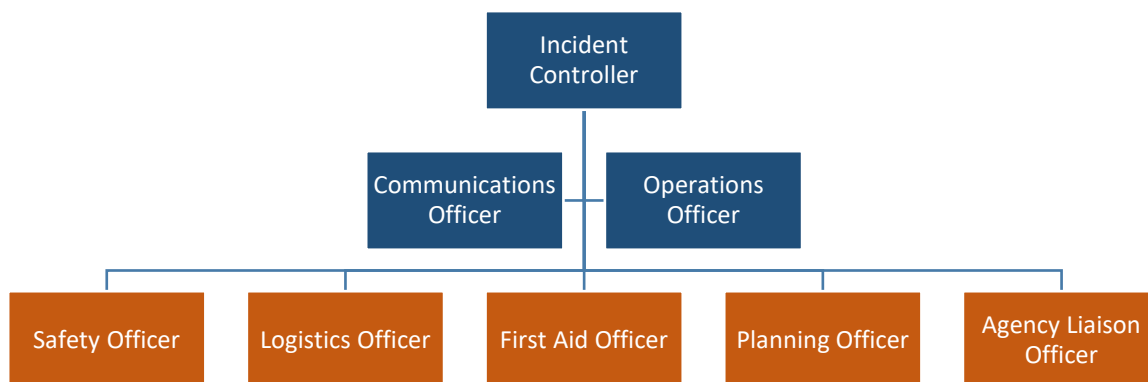 Incident
Controller
Communications
Officer
Operations
Officer
Safety Officer
Logistics Officer
First Aid Officer
Planning Officer
Agency Liaison
Officer